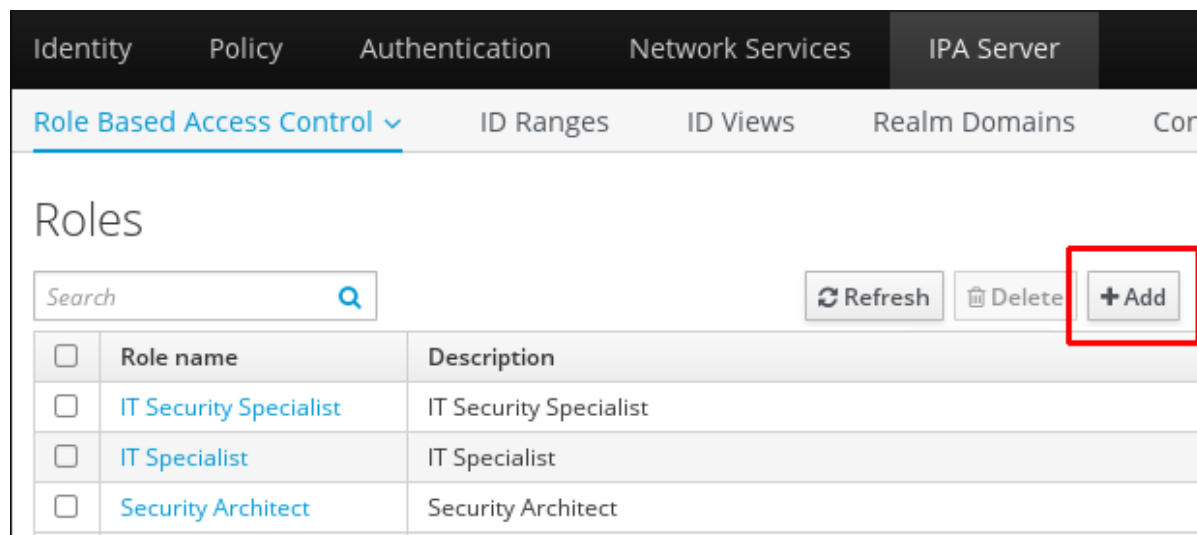 Identity Policy Authentication Network Services IPA Server
Role Based Access Control ID Ranges ID Views Realm Domains
Roles
Search Refresh Delete Add
Role name Description
IT Security Specialist IT Security Specialist
IT Specialist IT Specialist
Security Architect Security Architect